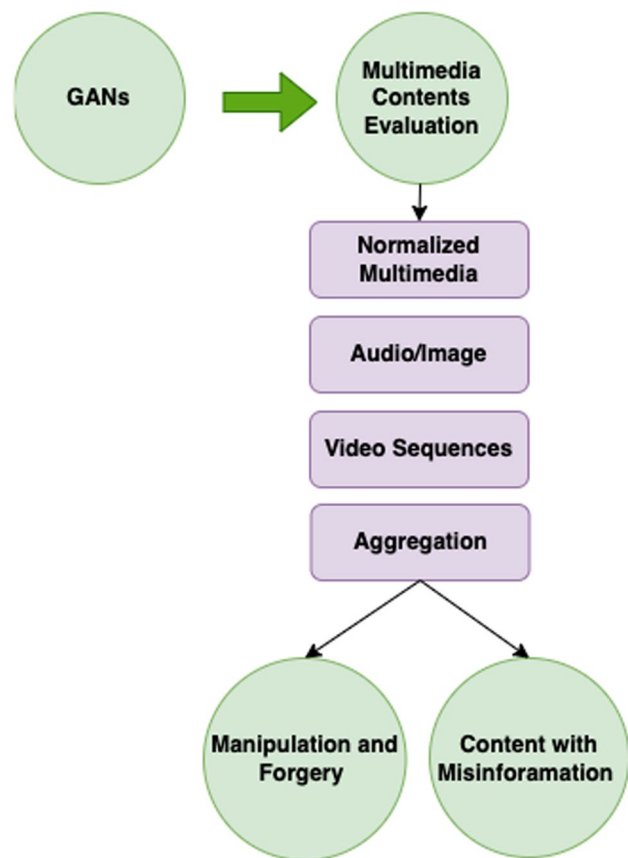 GANs
Multimedia
Contents
Evaluation
Normalized
Multimedia
Audio/Image
Video Sequences
Aggregation
Manipulation and
Forgery
Content with
Misinforamation